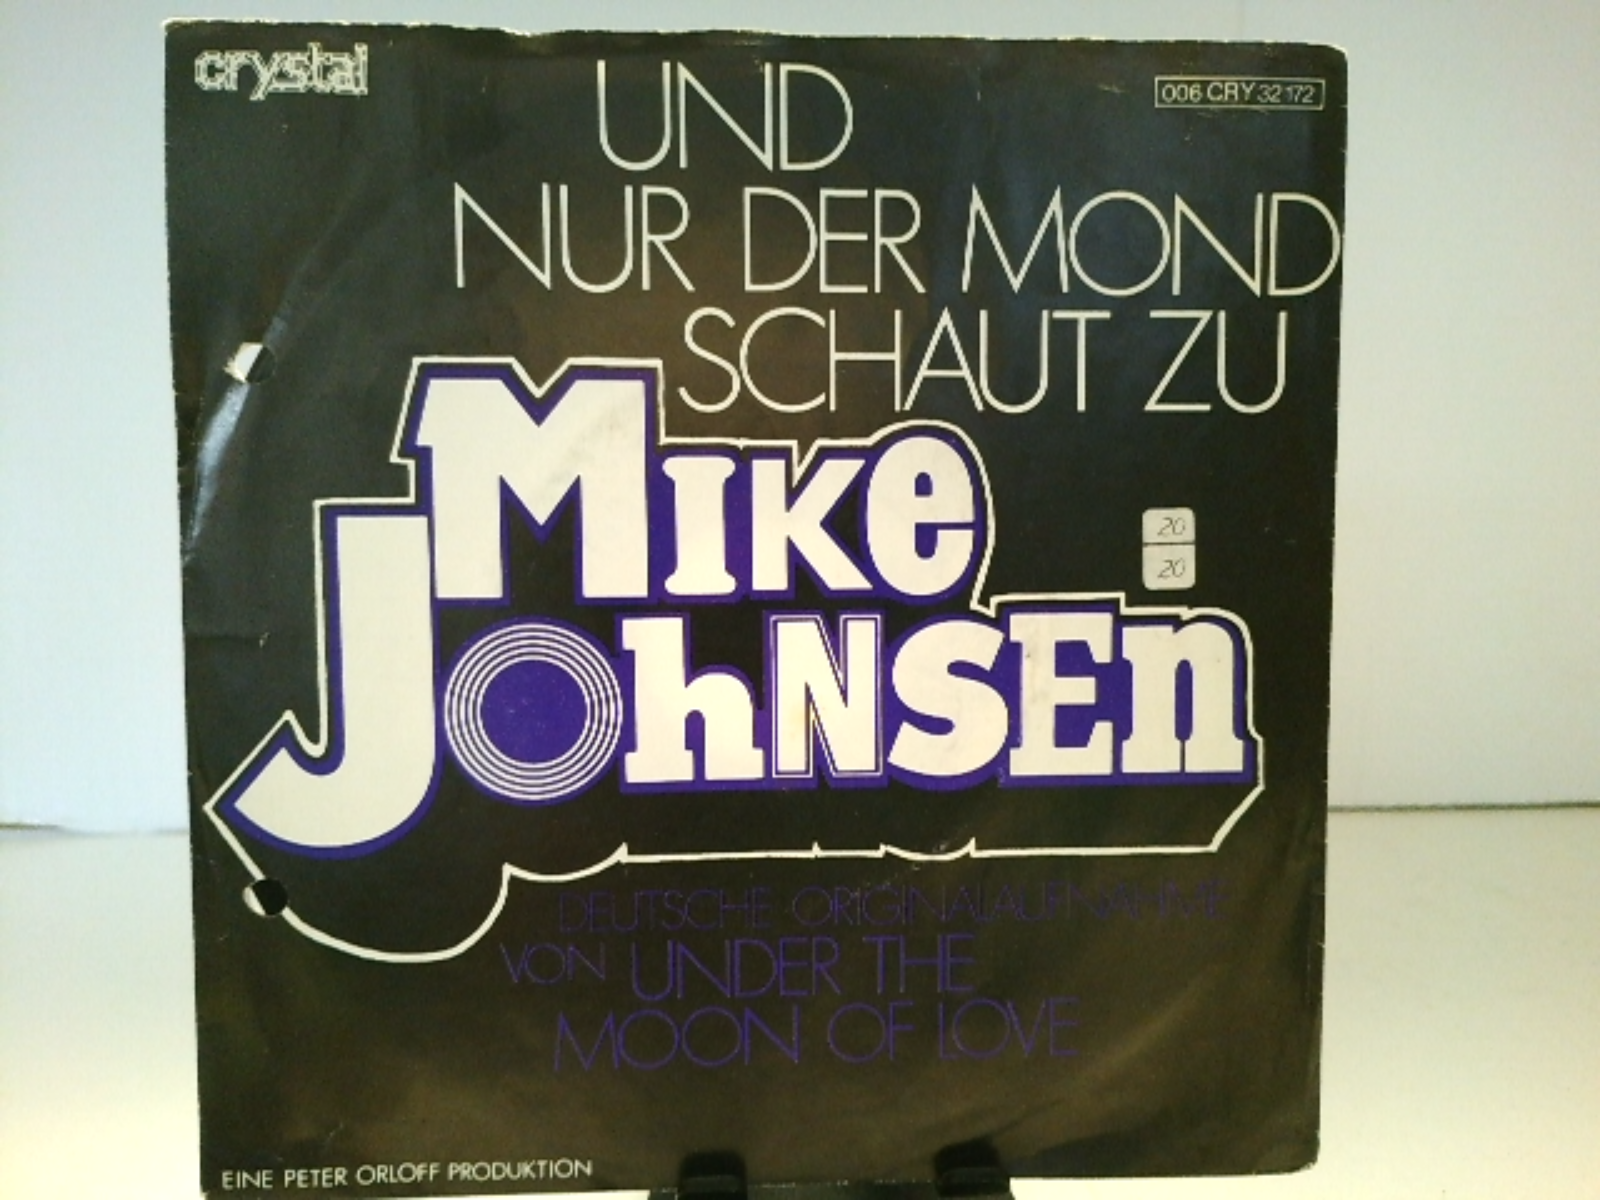 crystal
UND
006 CRY 32 172
NUR DER MOND
SCHAUT ZU
MIKe
JOhNSEn
20
20
DEUTSCHE ORIGINALAUFNAHME
VON UNDER THE
MOON OF LOVE
EINE PETER ORLOFF PRODUKTION